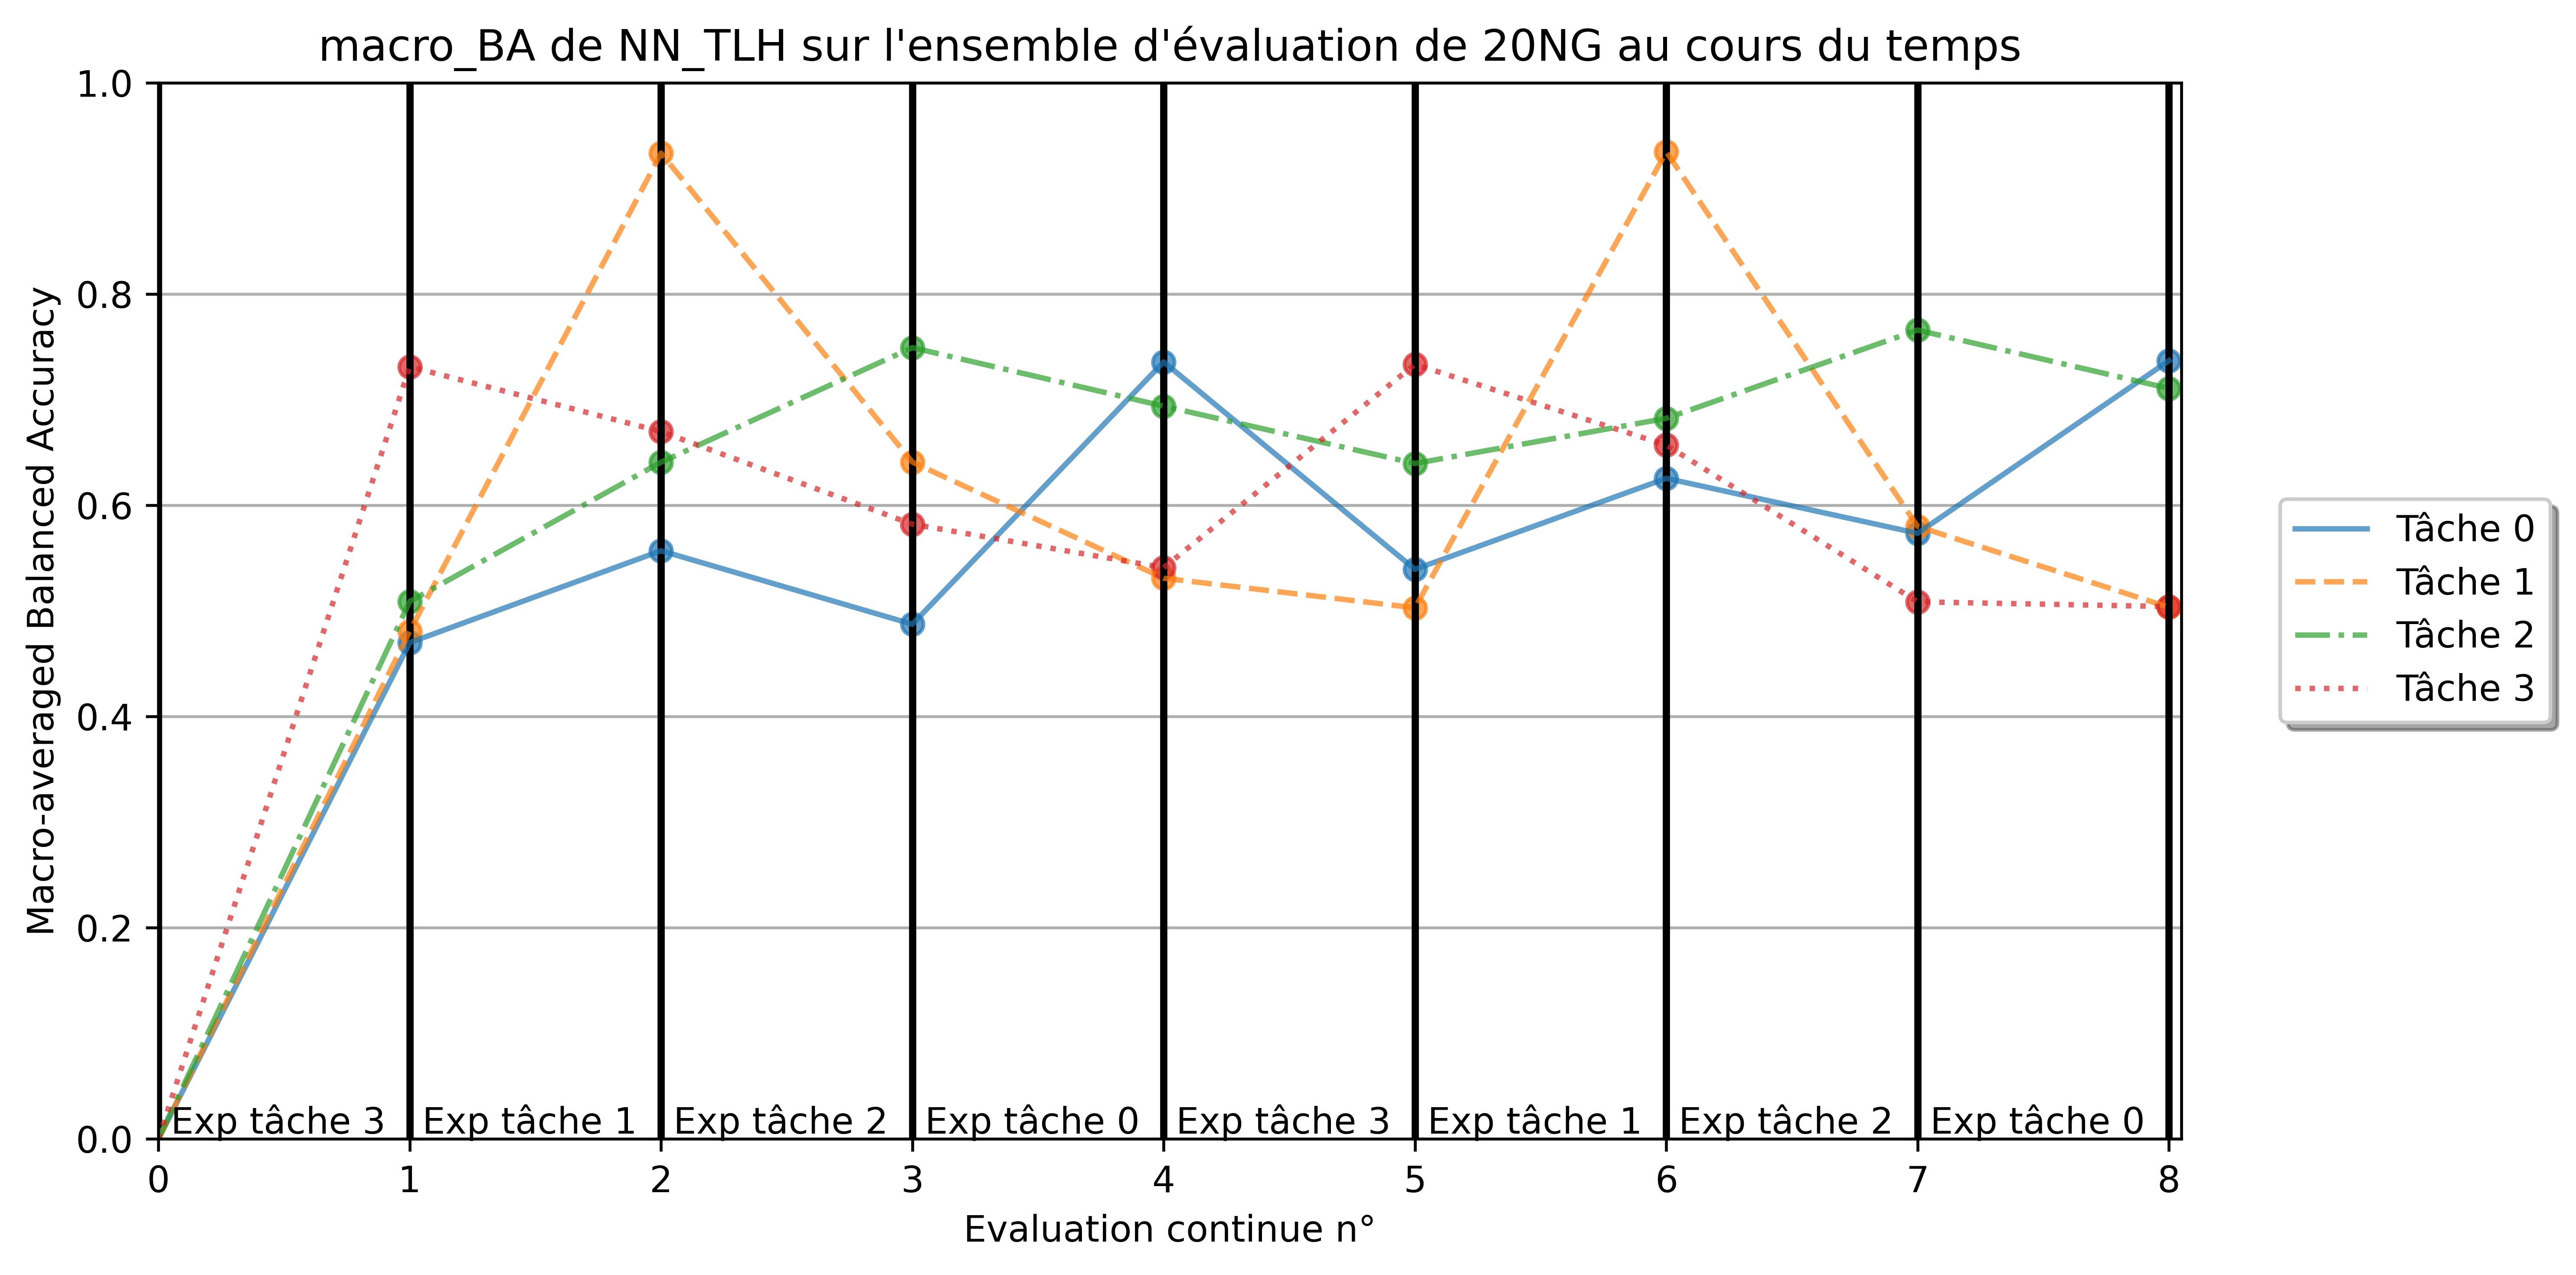 macro_BA de NN_TLH sur l'ensemble d'évaluation de 20NG au cours du temps
Macro-averaged Balanced Accuracy
1.0
0.8
0.6
0.4
0.2
0.0
Exp tâche 3 Exp tâche 1 Exp tâche 2 Exp tâche 0 Exp tâche 3 Exp tâche 1 Exp tâche 2 Exp tâche 0
0 1 2 3 4 5 6 7 8
Evaluation continue n°
Tâche 0
Tâche 1
Tâche 2
Tâche 3